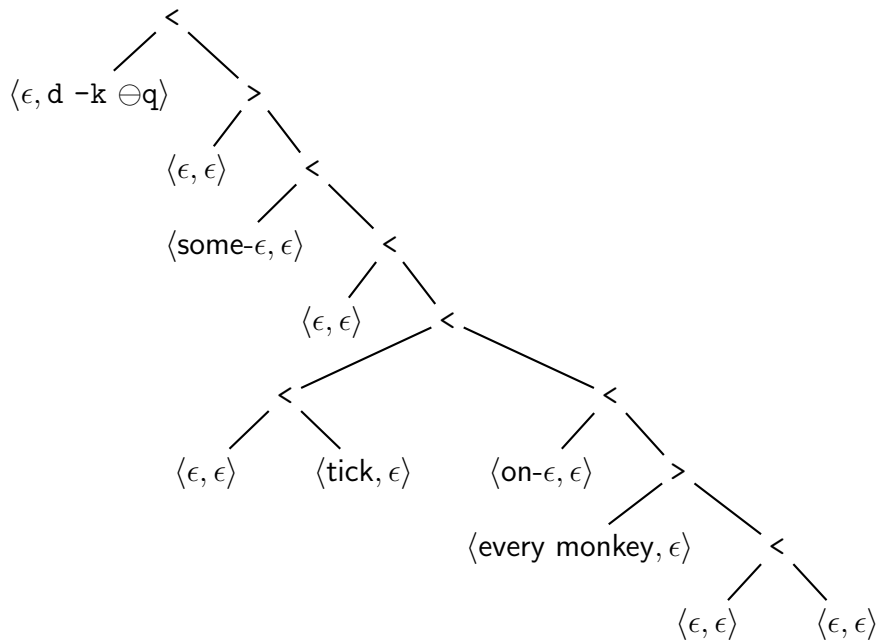 <
⟨ϵ, d -k ⊖q⟩ >
⟨ϵ, ϵ⟩ <
⟨some-ϵ, ϵ⟩ <
⟨ϵ, ϵ⟩ <
< <
⟨ϵ, ϵ⟩ ⟨tick, ϵ⟩ ⟨on-ϵ, ϵ⟩ >
⟨every monkey, ϵ⟩ <
⟨ϵ, ϵ⟩ ⟨ϵ, ϵ⟩